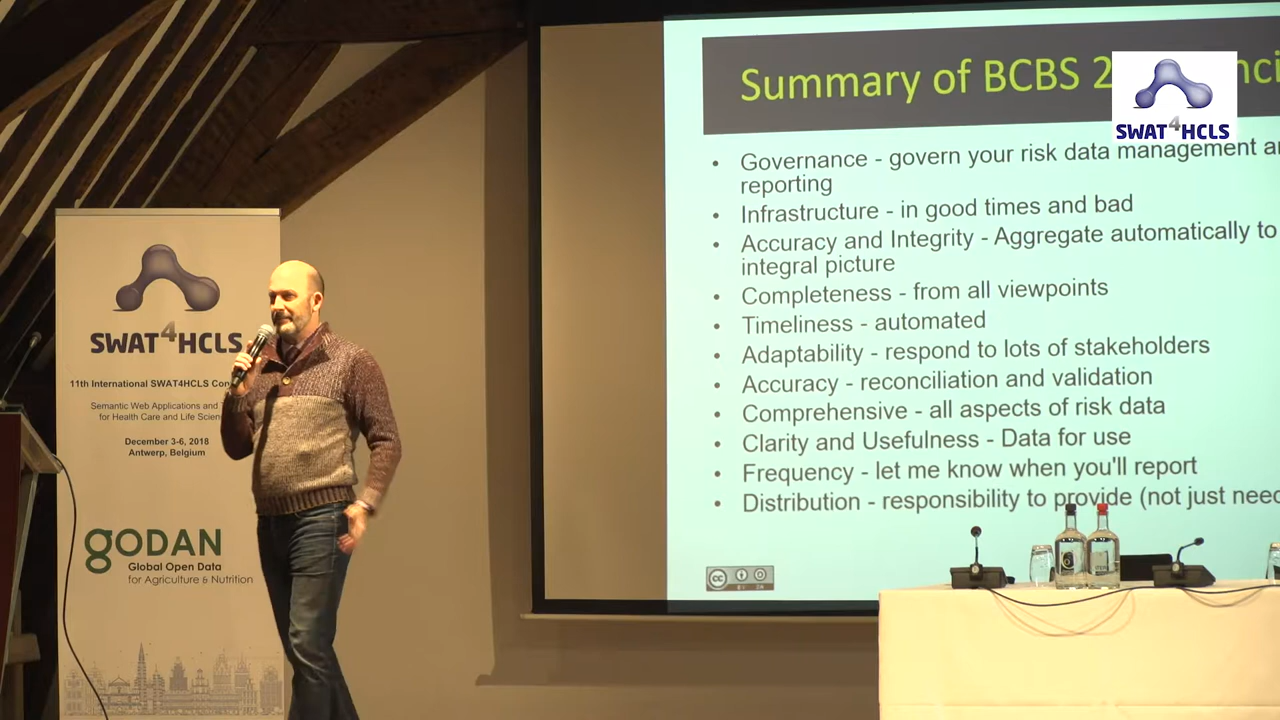 SWAT4HCLS
11th International SWAT4HCLS
Semantic Web Applications and
for Health Care and Life
December 3-6, 2018
Antwerp, Belgium
gODAN
Global Open Data
for Agriculture & Nutrition
Summary of BCBS
SWAT4HCLS
• Governance - govern your risk data management
reporting
• Infrastructure - in good times and bad
• Accuracy and Integrity - Aggregate automatically to
integral picture
• Completeness - from all viewpoints
• Timeliness - automated
• Adaptability - respond to lots of stakeholders
• Accuracy - reconciliation and validation
• Comprehensive - all aspects of risk data
• Clarity and Usefulness - Data for use
• Frequency - let me know when you'll report
• Distribution - responsibility to provide (not just need
cc